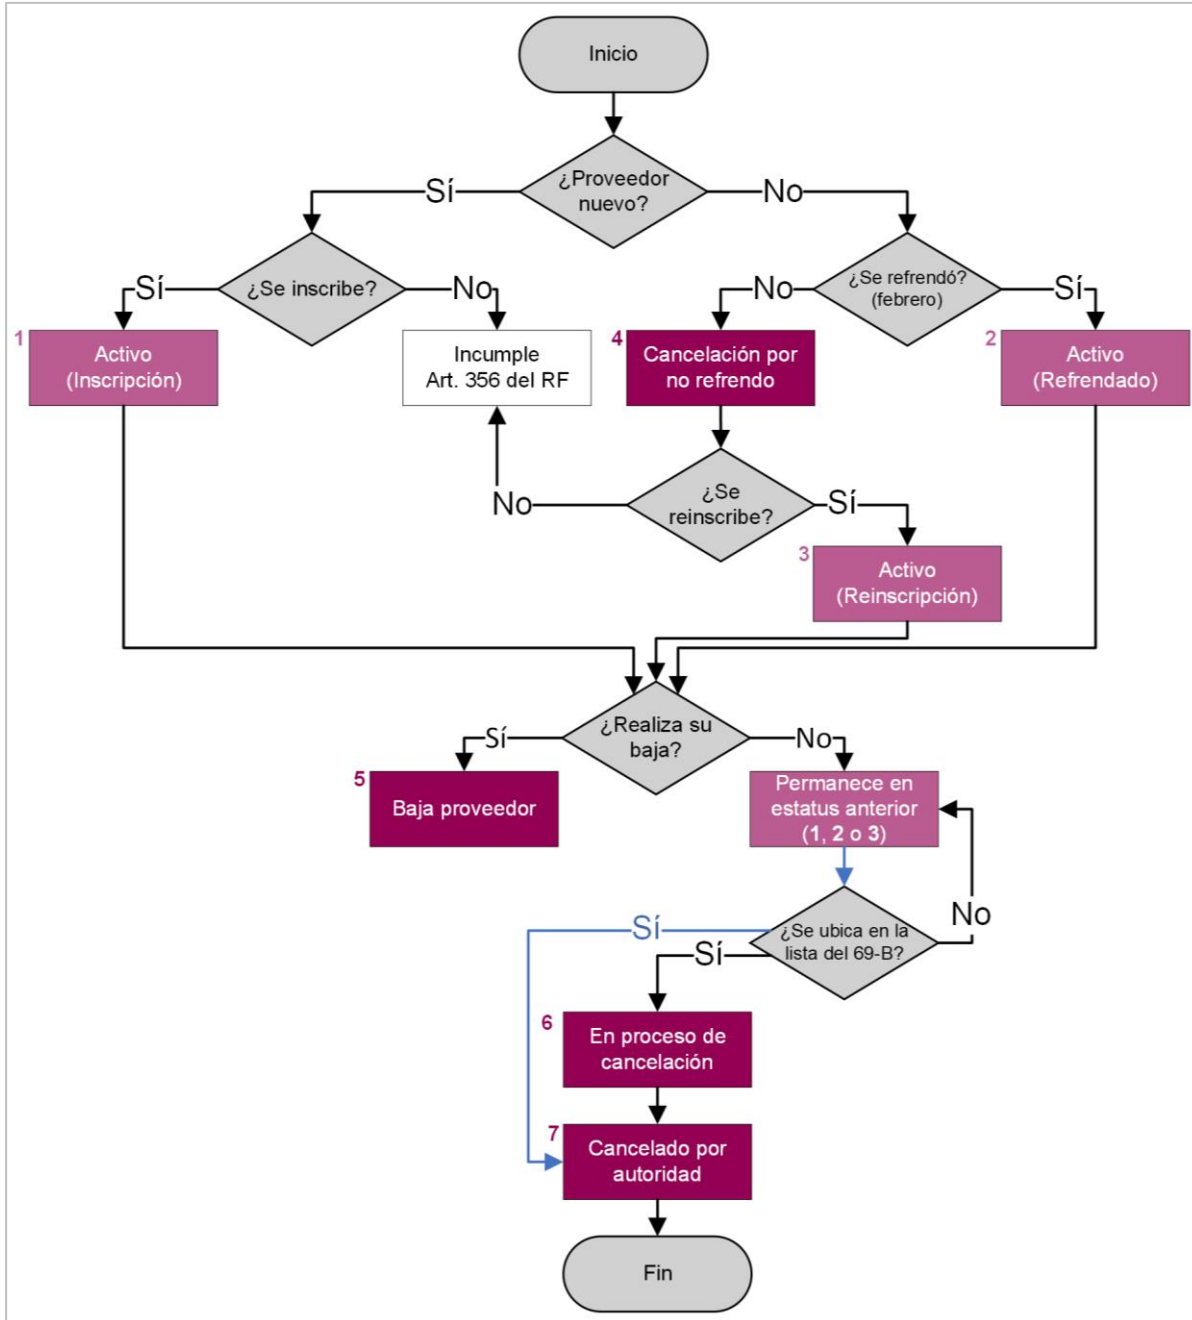 Inicio
¿Proveedor
nuevo?
Sí
No
¿Se inscribe?
¿Se refrendó?
(febrero)
Sí
No
No
Sí
1
Activo
(Inscripción)
Incumple
Art. 356 del RF
4
Cancelación por
no refrendo
2
Activo
(Refrendado)
¿Se
reinscribe?
No
Sí
3
Activo
(Reinscripción)
¿Realiza su
baja?
Sí
No
5
Baja proveedor
Permanece en
estatus anterior
(1, 2 o 3)
¿Se ubica en la
lista del 69-B?
No
Sí
Sí
6
En proceso de
cancelación
7
Cancelado por
autoridad
Fin